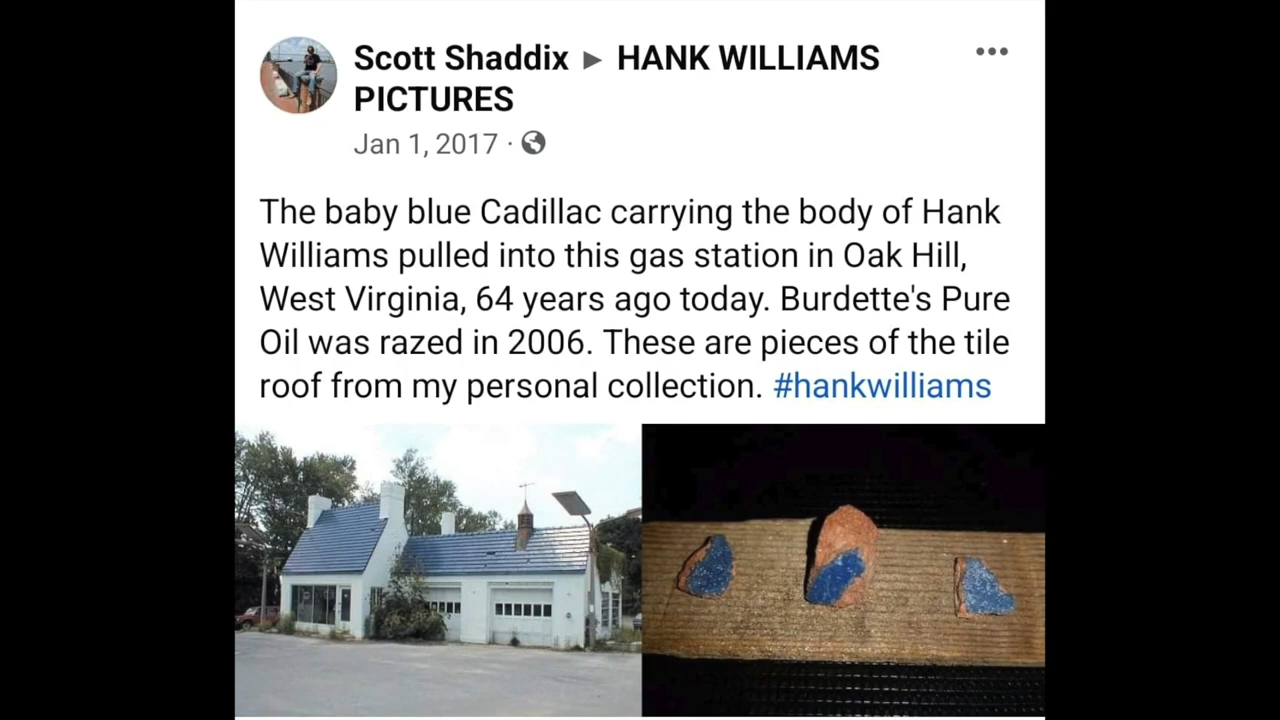 Scott Shaddix ▶ HANK WILLIAMS
PICTURES
Jan 1, 2017 ·
The baby blue Cadillac carrying the body of Hank
Williams pulled into this gas station in Oak Hill,
West Virginia, 64 years ago today. Burdette's Pure
Oil was razed in 2006. These are pieces of the tile
roof from my personal collection. #hankwilliams